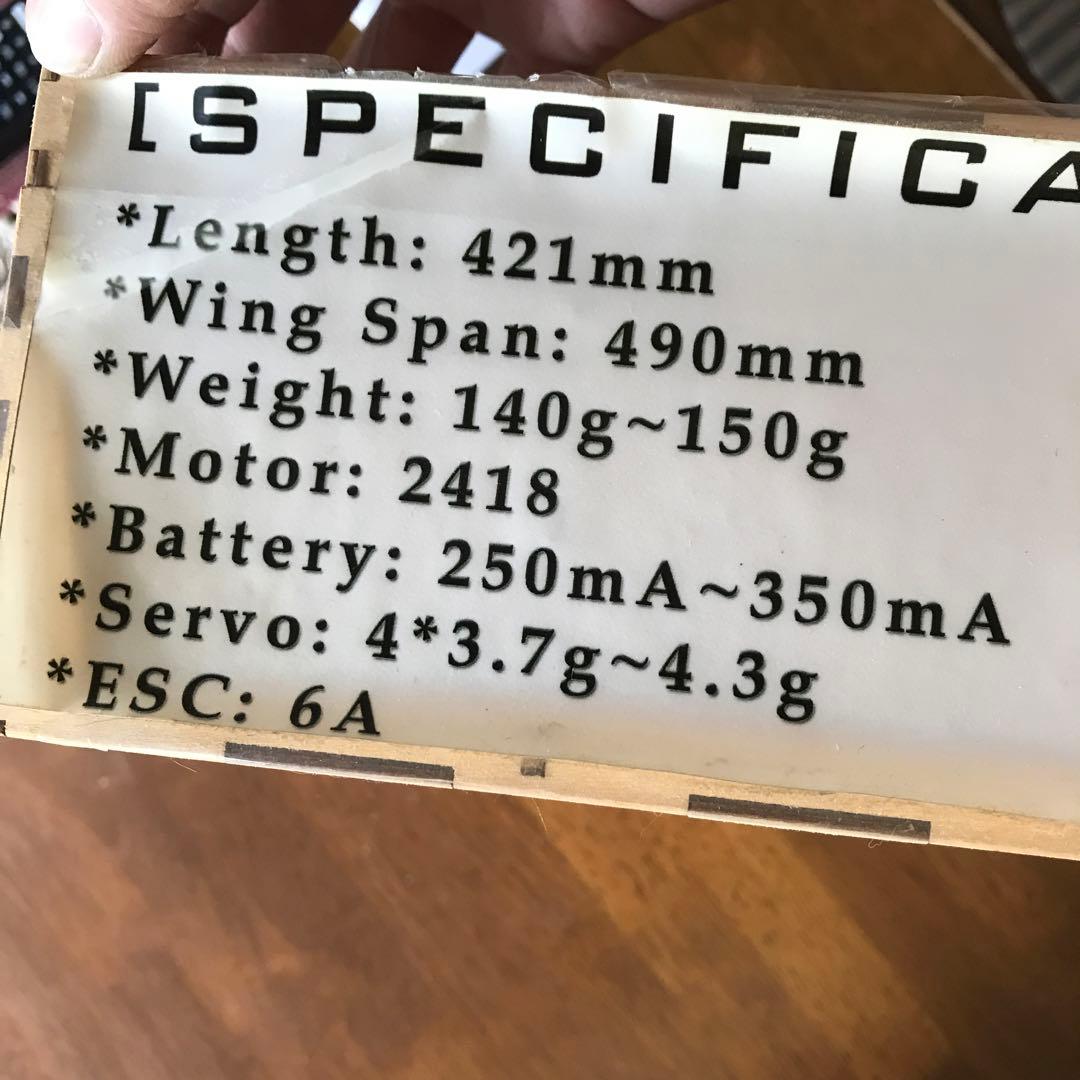 [SPECIFICA
*Length: 421mm
*Wing Span: 490mm
*Weight: 140g~150g
*Motor: 2418
*Battery: 250mA~350mA
*Servo: 4*3.7g~4.3g
*ESC: 6A